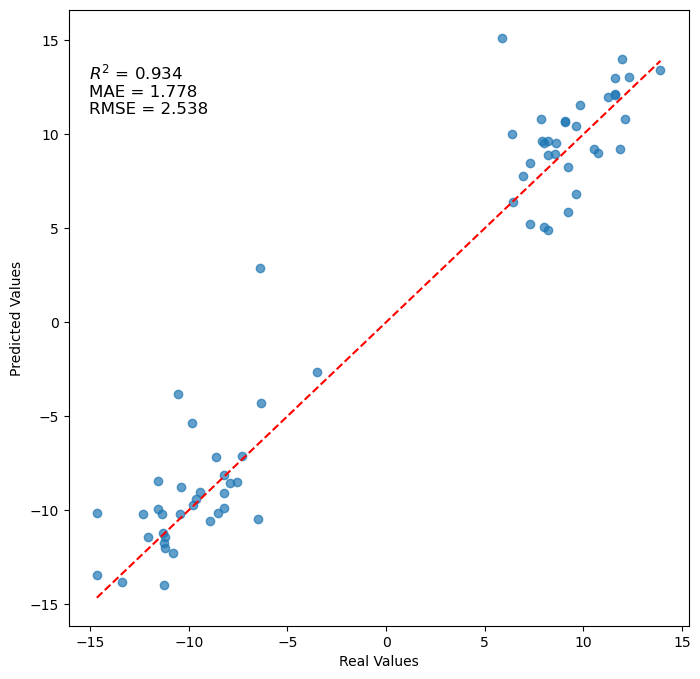 R² = 0.934
MAE = 1.778
RMSE = 2.538
15
10
5
0
−5
−10
−15
Predicted Values
−15 −10 −5 0 5 10 15
Real Values